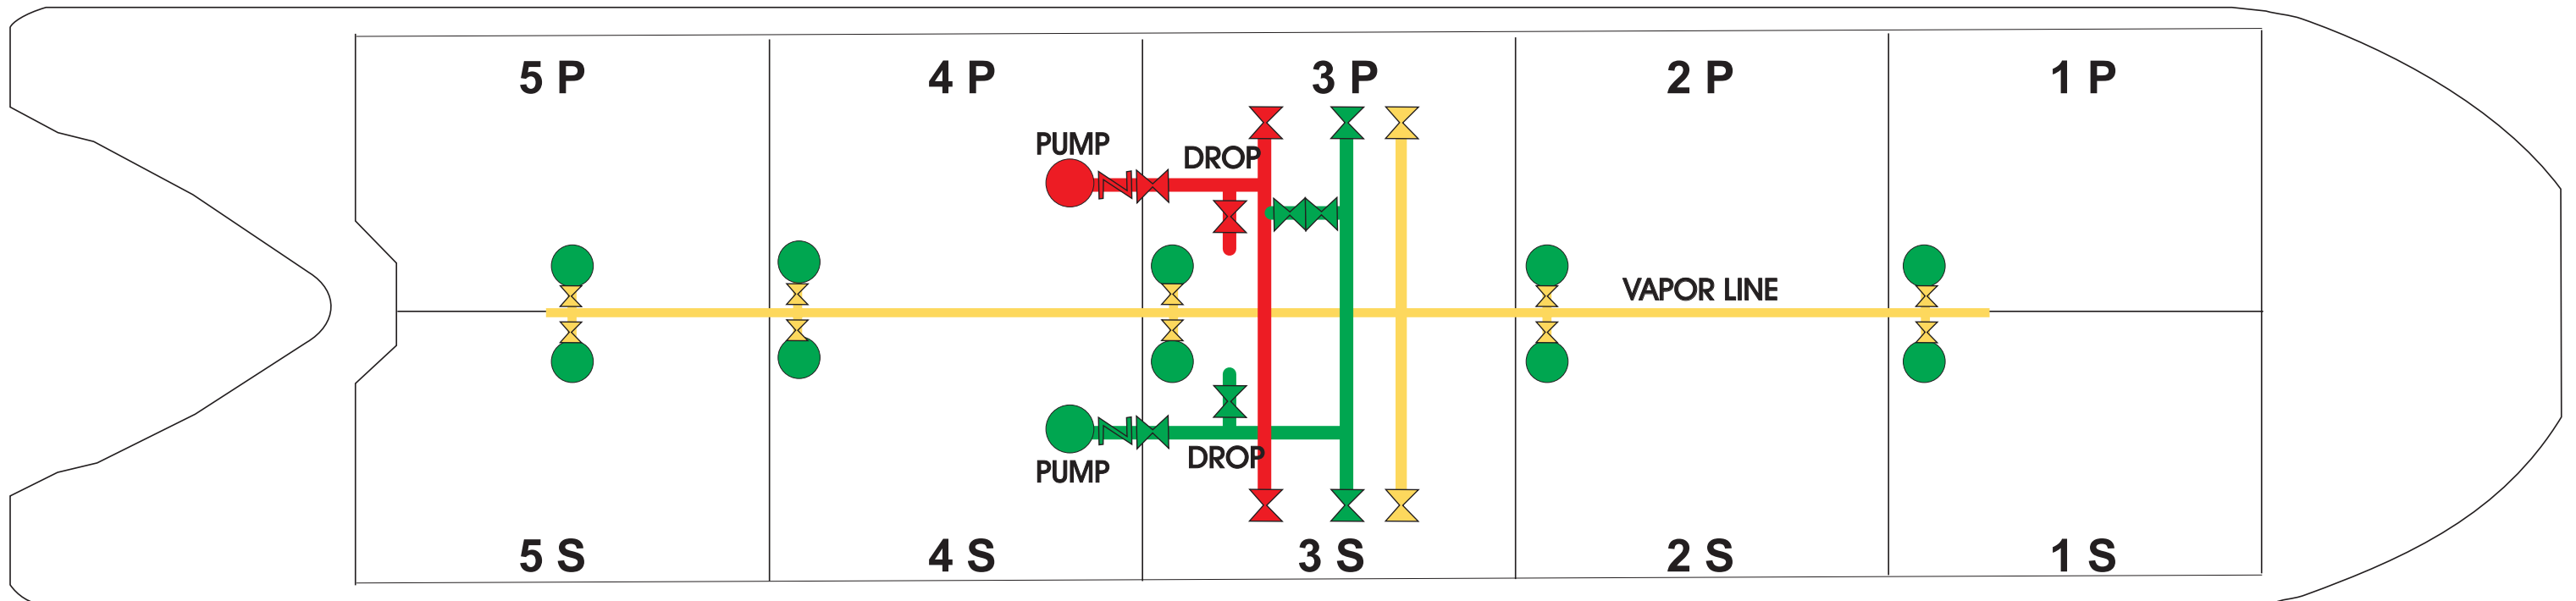 5 P
4 P
3 P
2 P
1 P
PUMP
DROP
VAPOR LINE
DROP
PUMP
5 S
4 S
3 S
2 S
1 S